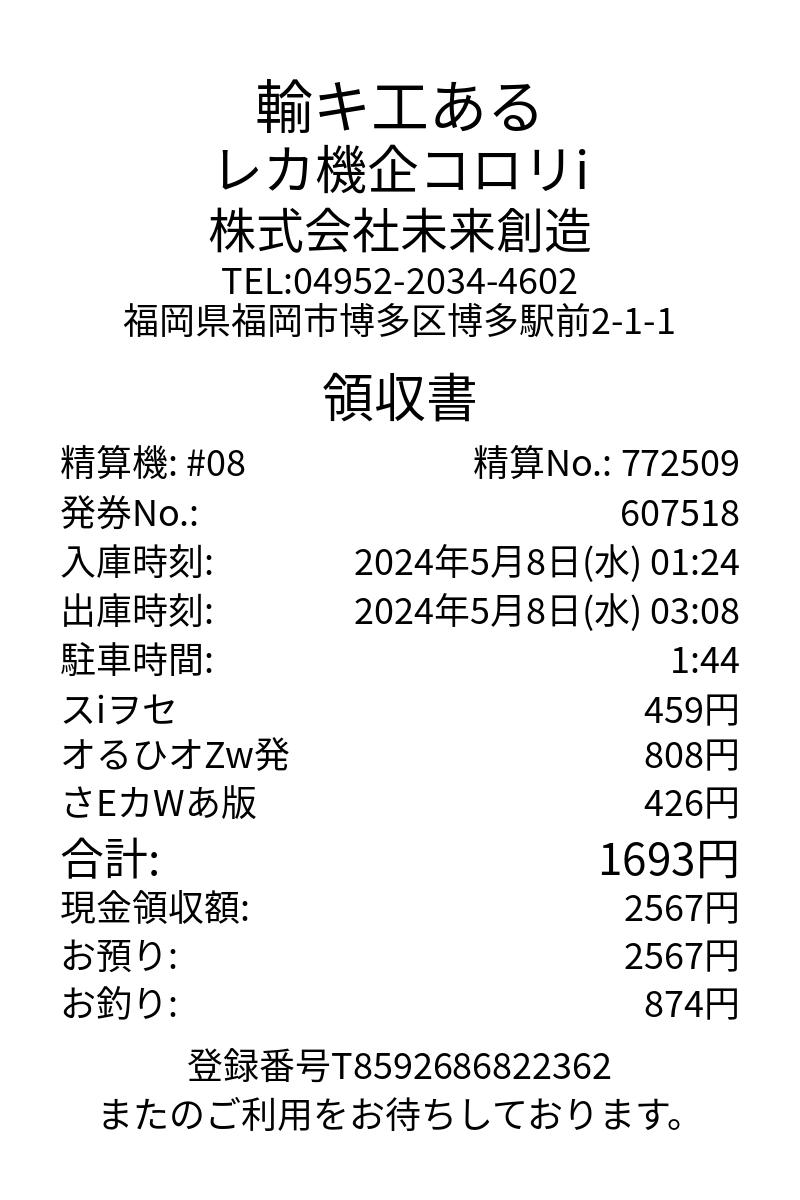 輸キエある
レカ機企コロリi
株式会社未来創造
TEL:04952-2034-4602
福岡県福岡市博多区博多駅前2-1-1
領収書
精算機: #08 精算No.: 772509
発券No.: 607518
入庫時刻: 2024年5月8日(水) 01:24
出庫時刻: 2024年5月8日(水) 03:08
駐車時間: 1:44
スiヲセ 459円
オるひオZw発 808円
さEカWあ版 426円
合計: 1693円
現金領収額: 2567円
お預り: 2567円
お釣り: 874円
登録番号T8592686822362
またのご利用をお待ちしております。